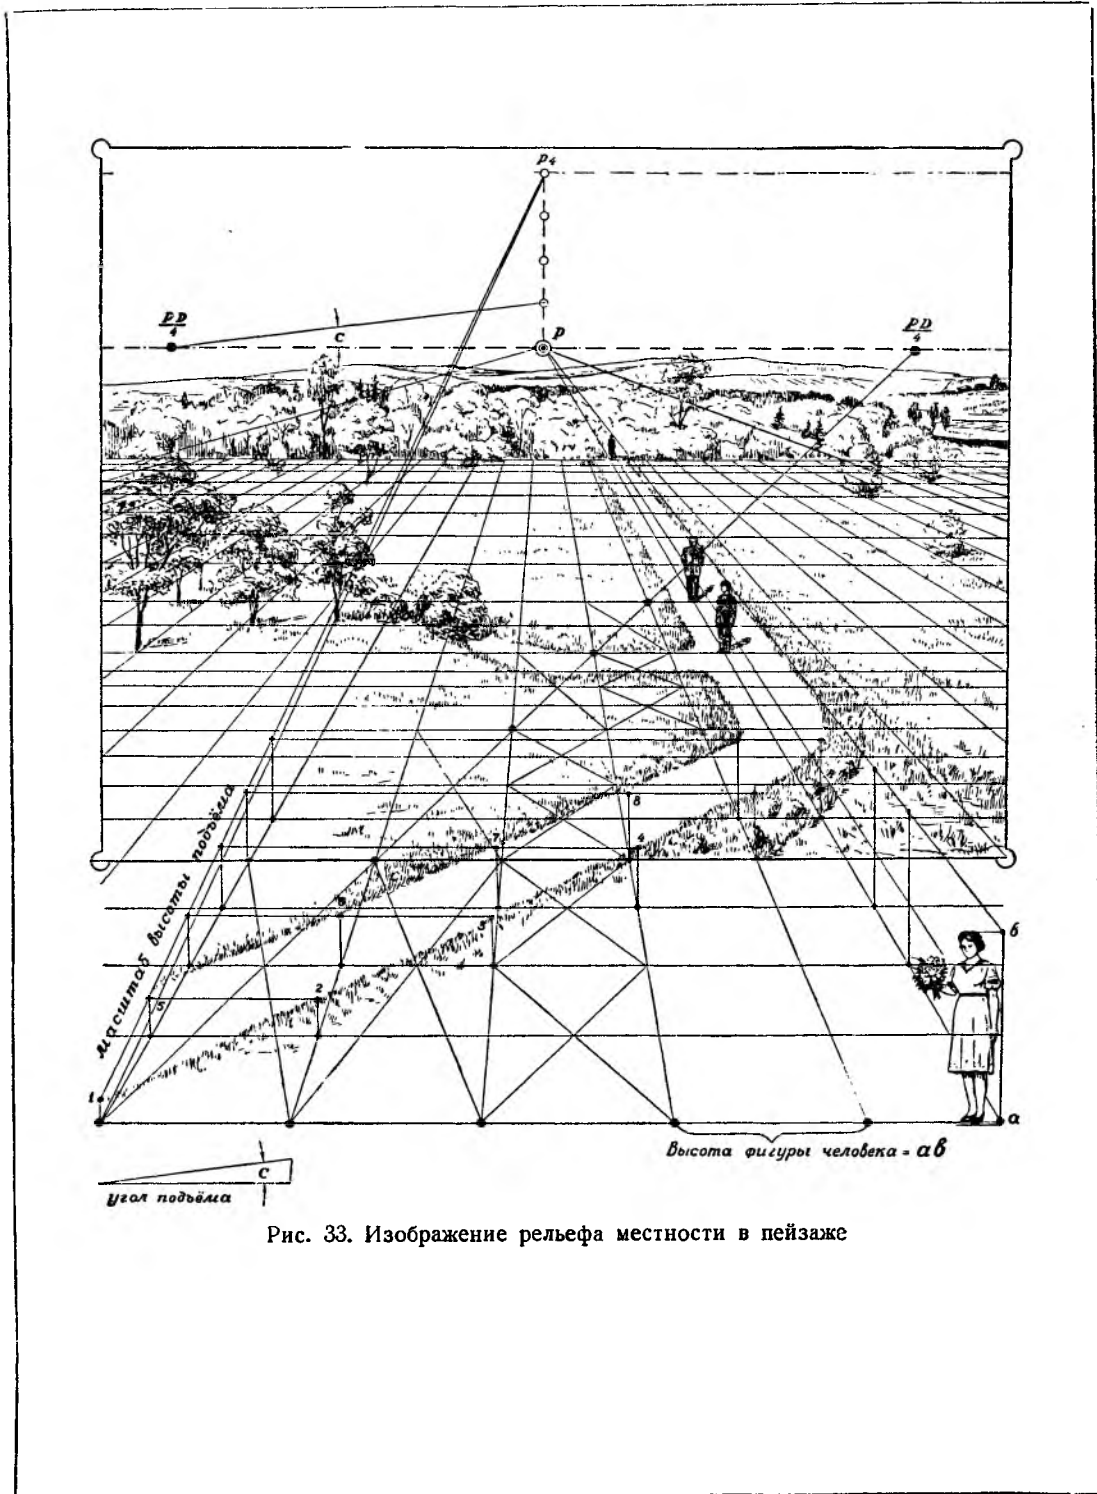 P₄
PD
4
c
P
PD
4
масштаб высоты подъёма
8
7
4
с
6
3
2
5
1
б
а
Высота фигуры человека = ав
с
угол подъёма
Рис. 33. Изображение рельефа местности в пейзаже